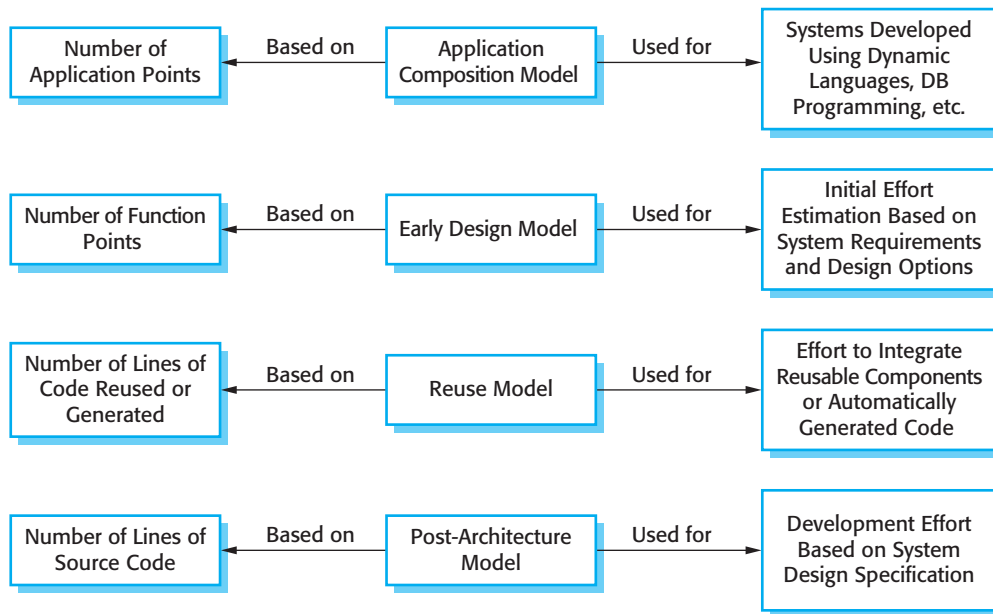 Number of
Application Points
Based on
Application
Composition Model
Used for
Systems Developed
Using Dynamic
Languages, DB
Programming, etc.
Number of Function
Points
Based on
Early Design Model
Used for
Initial Effort
Estimation Based on
System Requirements
and Design Options
Number of Lines of
Code Reused or
Generated
Based on
Reuse Model
Used for
Effort to Integrate
Reusable Components
or Automatically
Generated Code
Number of Lines of
Source Code
Based on
Post-Architecture
Model
Used for
Development Effort
Based on System
Design Specification